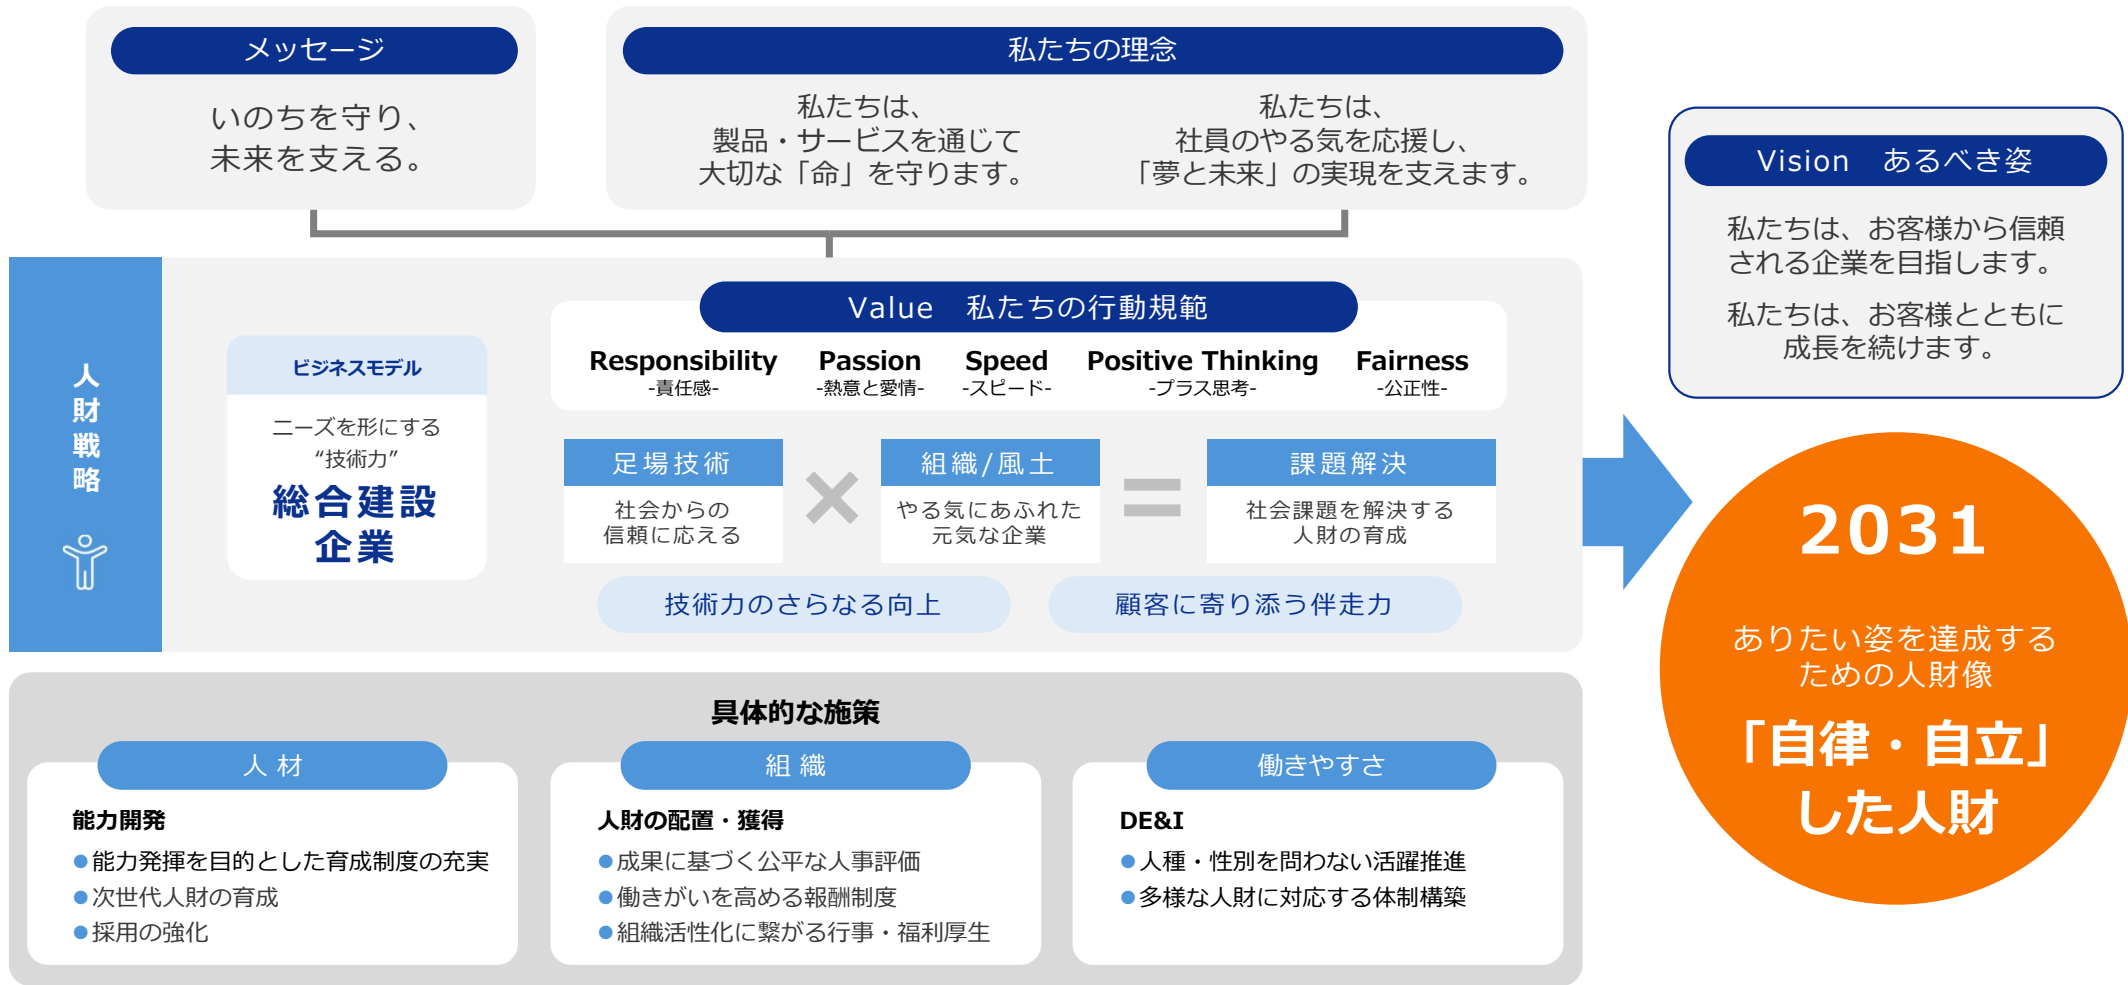 メッセージ
いのちを守り、
未来を支える。
私たちの理念
私たちは、
製品・サービスを通じて
大切な「命」を守ります。
私たちは、
社員のやる気を応援し、
「夢と未来」の実現を支えます。
Vision　あるべき姿
私たちは、お客様から信頼
される企業を目指します。
私たちは、お客様とともに
成長を続けます。
人財戦略
ビジネスモデル
ニーズを形にする
“技術力”
総合建設
企業
Value　私たちの行動規範
Responsibility
-責任感-
Passion
-熱意と愛情-
Speed
-スピード-
Positive Thinking
-プラス思考-
Fairness
-公正性-
足場技術
社会からの
信頼に応える
×
組織/風土
やる気にあふれた
元気な企業
=
課題解決
社会課題を解決する
人財の育成
技術力のさらなる向上
顧客に寄り添う伴走力
2031
ありたい姿を達成する
ための人財像
「自律・自立」
した人財
具体的な施策
人材
能力開発
●能力発揮を目的とした育成制度の充実
●次世代人財の育成
●採用の強化
組織
人財の配置・獲得
●成果に基づく公平な人事評価
●働きがいを高める報酬制度
●組織活性化に繋がる行事・福利厚生
働きやすさ
DE&I
●人種・性別を問わない活躍推進
●多様な人財に対応する体制構築